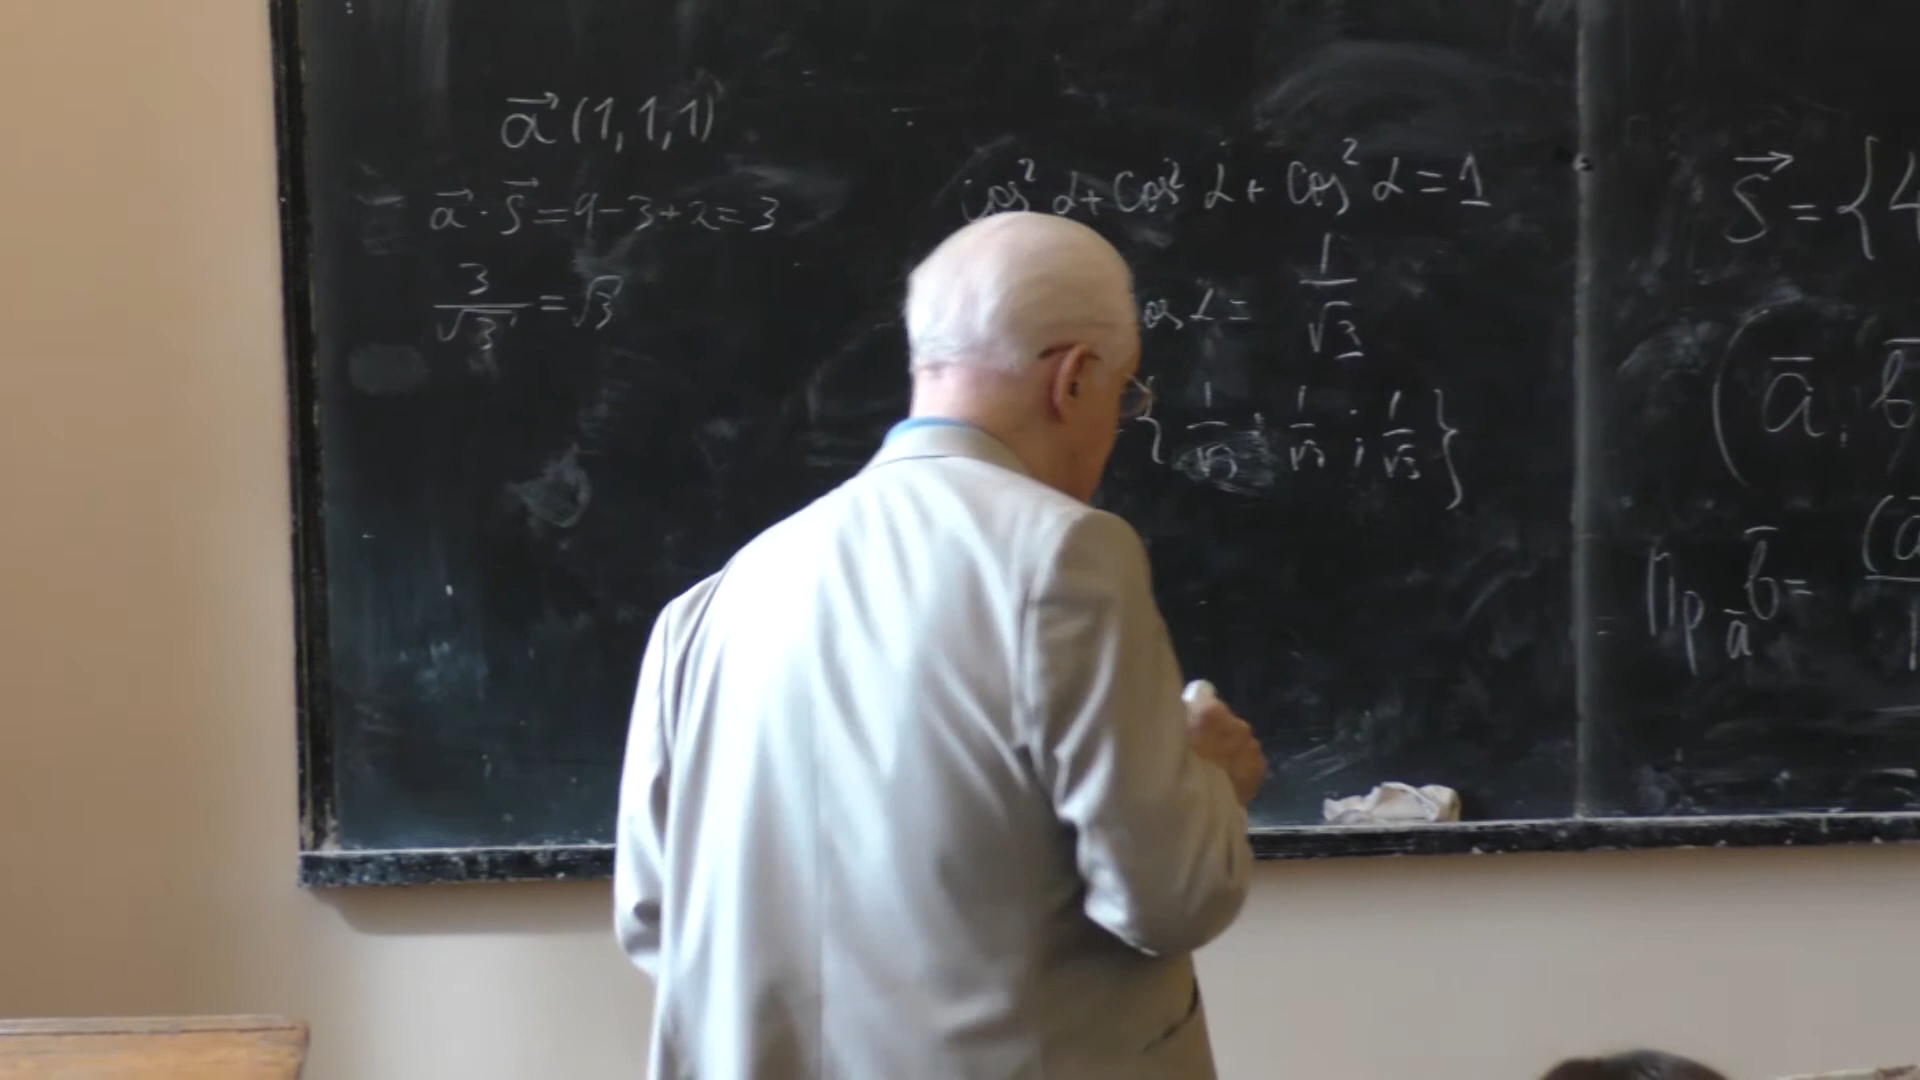 a⃗ (1, 1, 1)
a⃗ · S⃗ = 9 - 3 + 2 = 3
3/√3 = √3
cos² α + cos² α + cos² α = 1
cos α = 1/√3
{ 1/√3 ; 1/√3 ; 1/√3 }
S⃗ = { 4
( a̅ ; b̅
Пр a̅ b̅ = (a̅